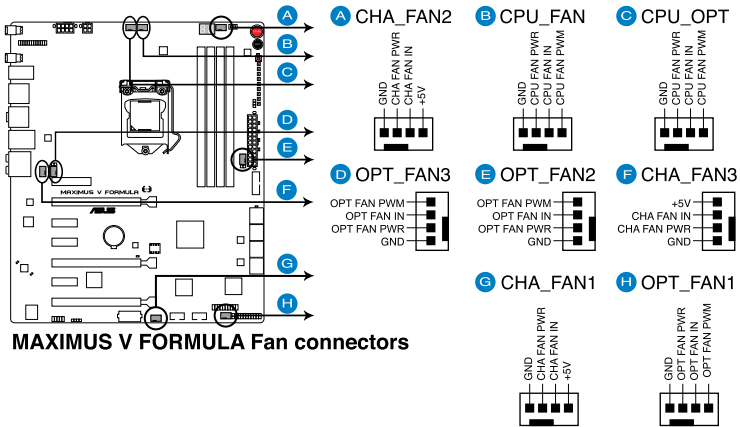 A
B
C
D
E
F
G
H
MAXIMUS V FORMULA
ASUS
MAXIMUS V FORMULA Fan connectors
A CHA_FAN2
GND
CHA FAN PWR
CHA FAN IN
+5V
B CPU_FAN
GND
CPU FAN PWR
CPU FAN IN
CPU FAN PWM
C CPU_OPT
GND
CPU FAN PWR
CPU FAN IN
CPU FAN PWM
D OPT_FAN3
OPT FAN PWM
OPT FAN IN
OPT FAN PWR
GND
E OPT_FAN2
OPT FAN PWM
OPT FAN IN
OPT FAN PWR
GND
F CHA_FAN3
+5V
CHA FAN IN
CHA FAN PWR
GND
G CHA_FAN1
GND
CHA FAN PWR
CHA FAN IN
+5V
H OPT_FAN1
GND
OPT FAN PWR
OPT FAN IN
OPT FAN PWM